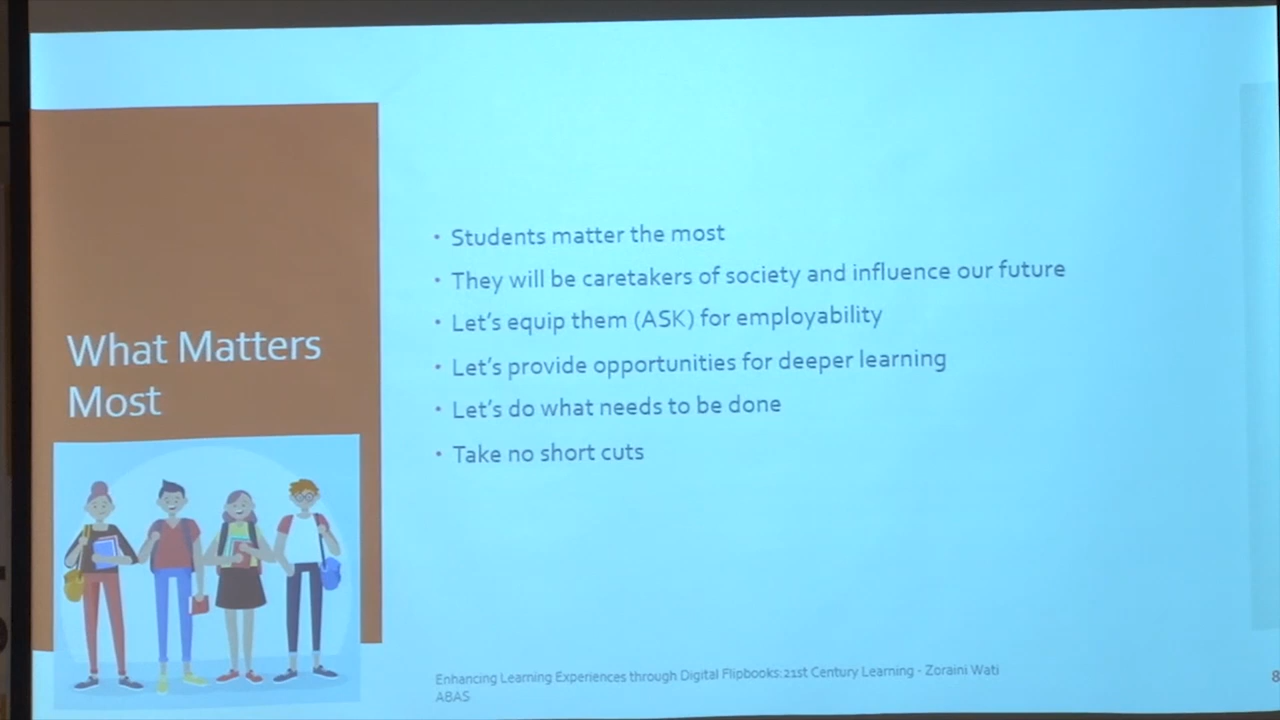 What Matters
Most
• Students matter the most
• They will be caretakers of society and influence our future
• Let's equip them (ASK) for employability
• Let's provide opportunities for deeper learning
• Let's do what needs to be done
• Take no short cuts
Enhancing Learning Experiences through Digital Flipbooks:21st Century Learning - Zoraini Wati
ABAS
8